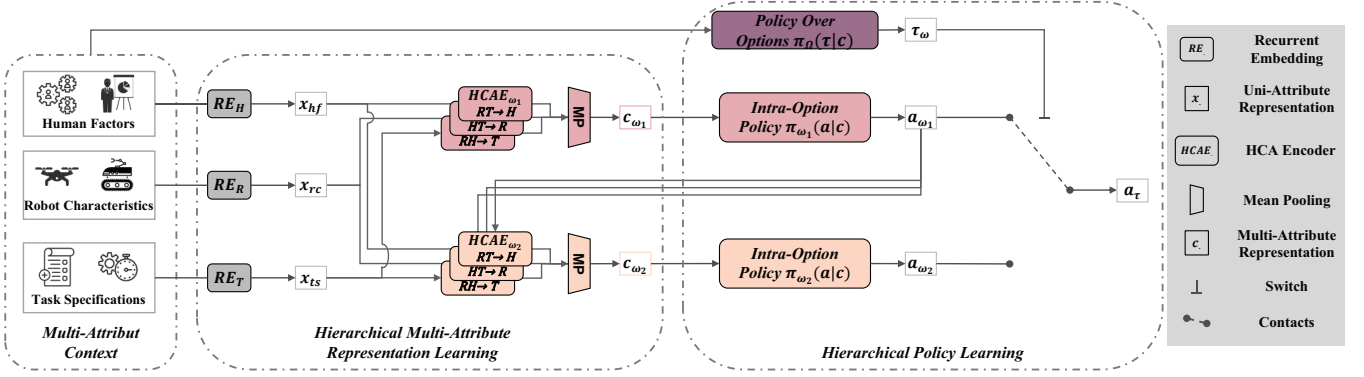 Policy Over
Options π_Ω(τ|c)
τ_ω
Human Factors
RE_H
x_hf
HCAE_ω₁
RT→ H
HT→ R
RH→ T
MP
c_ω₁
Intra-Option
Policy π_ω₁(a|c)
a_ω₁
Robot Characteristics
RE_R
x_rc
a_τ
Task Specifications
RE_T
x_ts
HCAE_ω₂
RT→ H
HT→ R
RH→ T
MP
c_ω₂
Intra-Option
Policy π_ω₂(a|c)
a_ω₂
Multi-Attribut
Context
Hierarchical Multi-Attribute
Representation Learning
Hierarchical Policy Learning
RE.
Recurrent
Embedding
x.
Uni-Attribute
Representation
HCAE.
HCA Encoder
Mean Pooling
c.
Multi-Attribute
Representation
Switch
Contacts